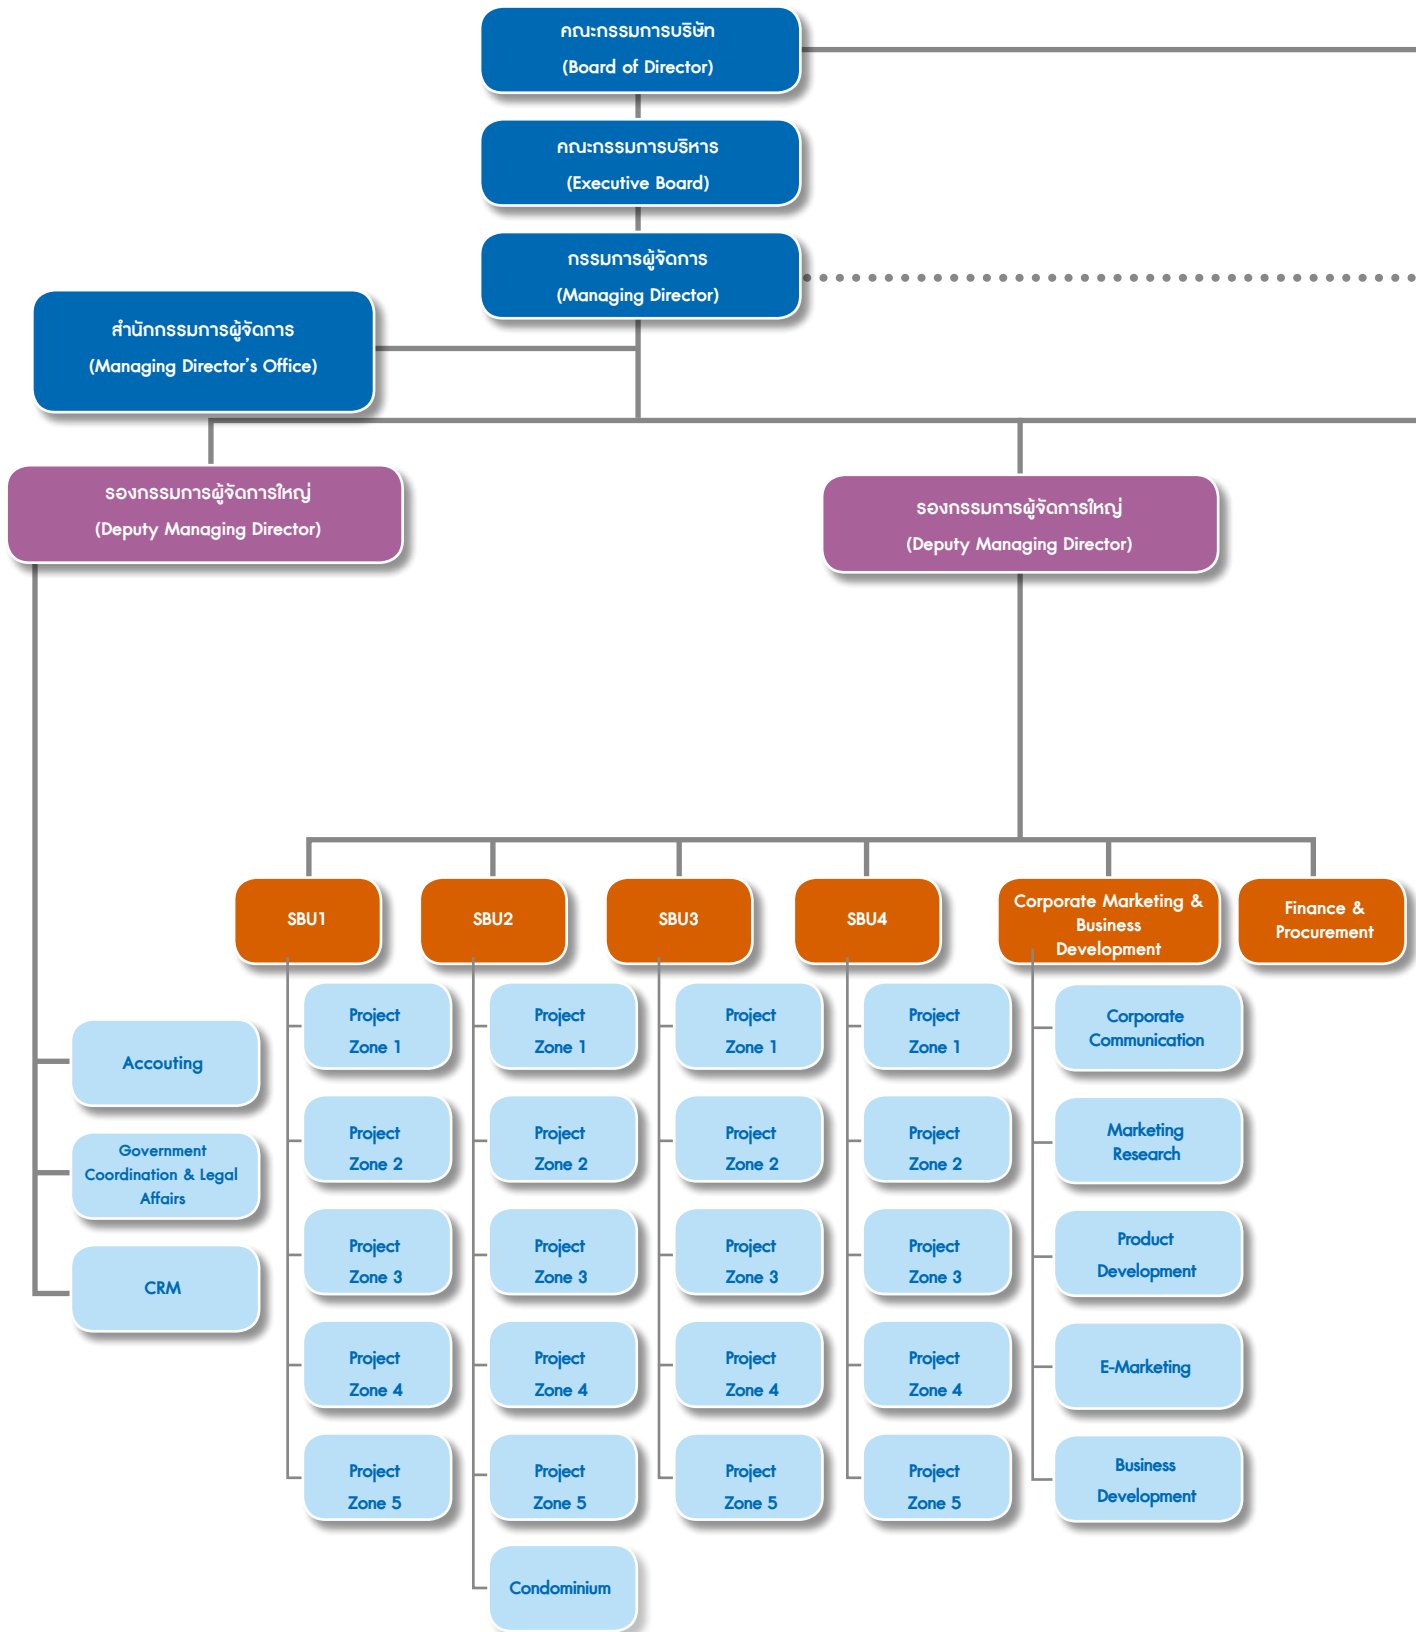 คณะกรรมการบริษัท
(Board of Director)
คณะกรรมการบริหาร
(Executive Board)
กรรมการผู้จัดการ
(Managing Director)
สำนักกรรมการผู้จัดการ
(Managing Director's Office)
รองกรรมการผู้จัดการใหญ่
(Deputy Managing Director)
รองกรรมการผู้จัดการใหญ่
(Deputy Managing Director)
Accouting
Government
Coordination & Legal
Affairs
CRM
SBU1
Project
Zone 1
Project
Zone 2
Project
Zone 3
Project
Zone 4
Project
Zone 5
SBU2
Project
Zone 1
Project
Zone 2
Project
Zone 3
Project
Zone 4
Project
Zone 5
Condominium
SBU3
Project
Zone 1
Project
Zone 2
Project
Zone 3
Project
Zone 4
Project
Zone 5
SBU4
Project
Zone 1
Project
Zone 2
Project
Zone 3
Project
Zone 4
Project
Zone 5
Corporate Marketing &
Business
Development
Corporate
Communication
Marketing
Research
Product
Development
E-Marketing
Business
Development
Finance &
Procurement